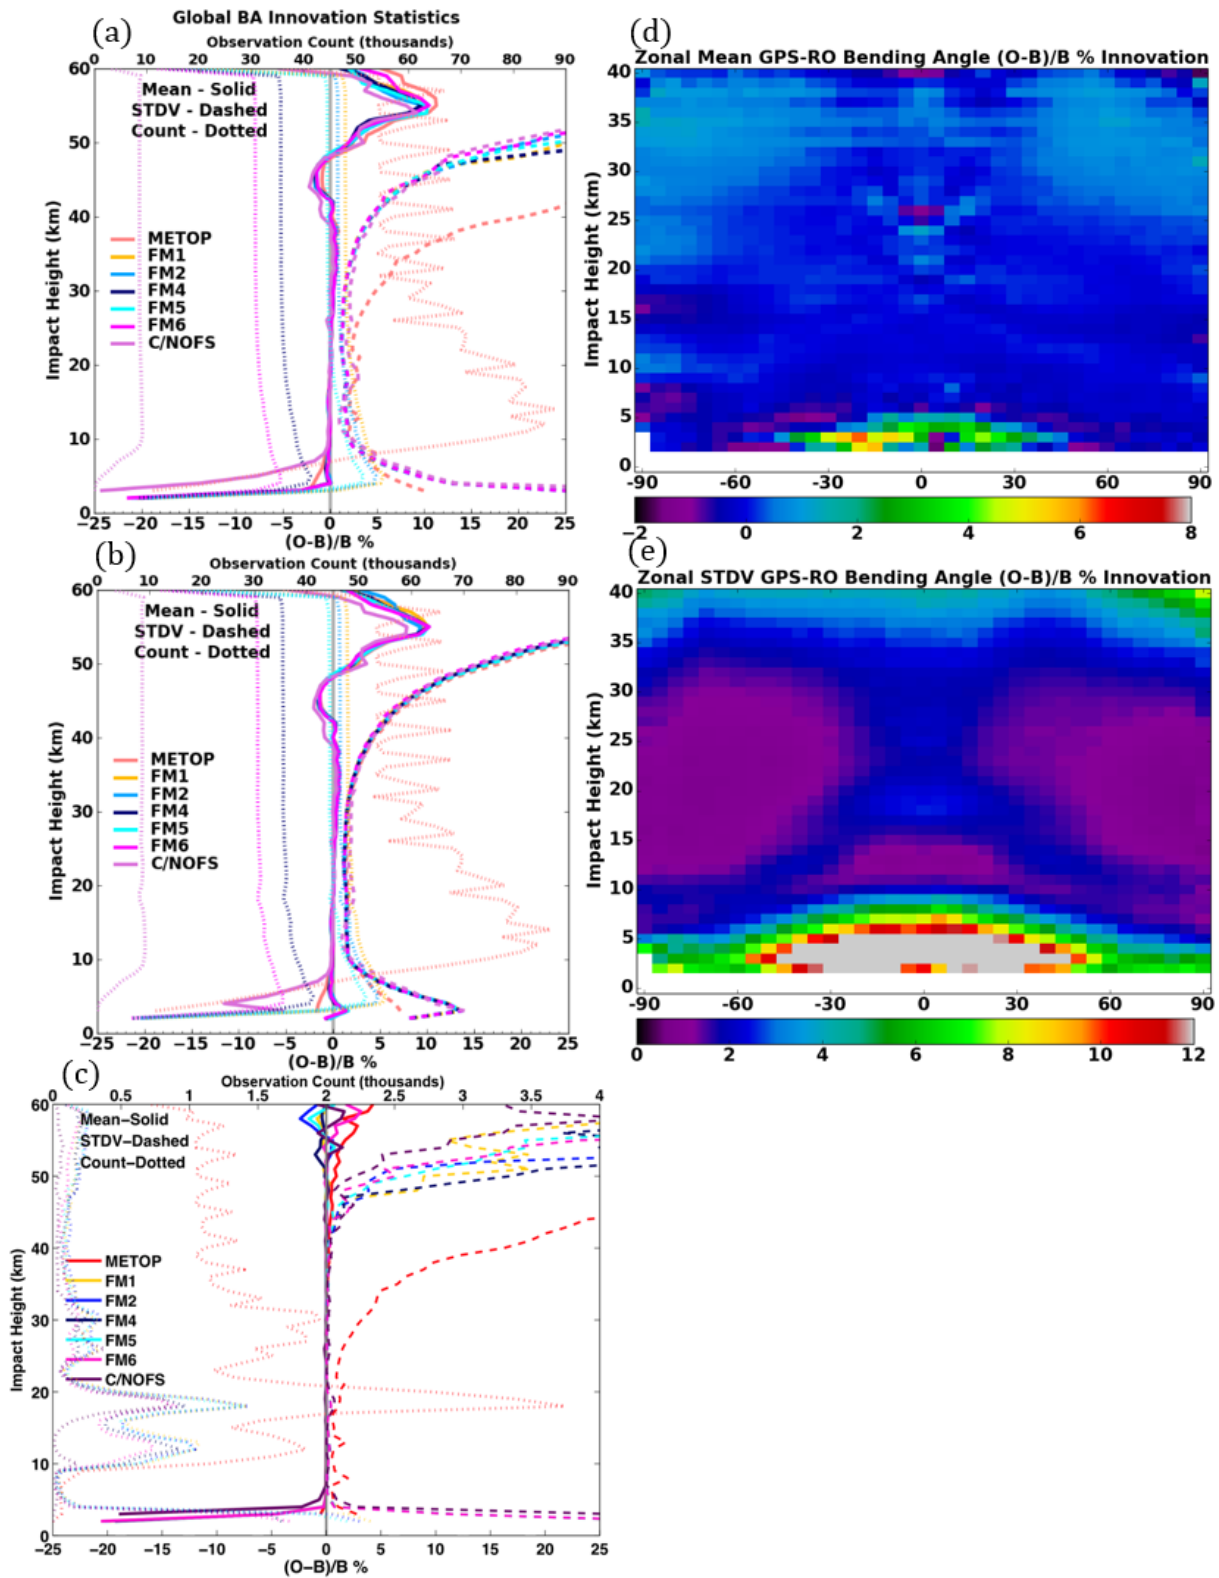 (a)
Global BA Innovation Statistics
Observation Count (thousands)
0 10 20 30 40 50 60 70 80 90
Mean - Solid
STDV - Dashed
Count - Dotted
METOP
FM1
FM2
FM4
FM5
FM6
C/NOFS
Impact Height (km)
60
50
40
30
20
10
0
−25 −20 −15 −10 −5 0 5 10 15 20 25
(O-B)/B %
(d)
Zonal Mean GPS-RO Bending Angle (O-B)/B % Innovation
Impact Height (km)
40
35
30
25
20
15
10
5
0
-90 -60 -30 0 30 60 90
−2 0 2 4 6 8
(b)
Observation Count (thousands)
0 10 20 30 40 50 60 70 80 90
Mean - Solid
STDV - Dashed
Count - Dotted
METOP
FM1
FM2
FM4
FM5
FM6
C/NOFS
Impact Height (km)
60
50
40
30
20
10
0
−25 −20 −15 −10 −5 0 5 10 15 20 25
(O-B)/B %
(e)
Zonal STDV GPS-RO Bending Angle (O-B)/B % Innovation
Impact Height (km)
40
35
30
25
20
15
10
5
0
-90 -60 -30 0 30 60 90
0 2 4 6 8 10 12
(c)
Observation Count (thousands)
0 0.5 1 1.5 2 2.5 3 3.5 4
Mean−Solid
STDV−Dashed
Count−Dotted
METOP
FM1
FM2
FM4
FM5
FM6
C/NOFS
Impact Height (km)
60
50
40
30
20
10
0
−25 −20 −15 −10 −5 0 5 10 15 20 25
(O−B)/B %